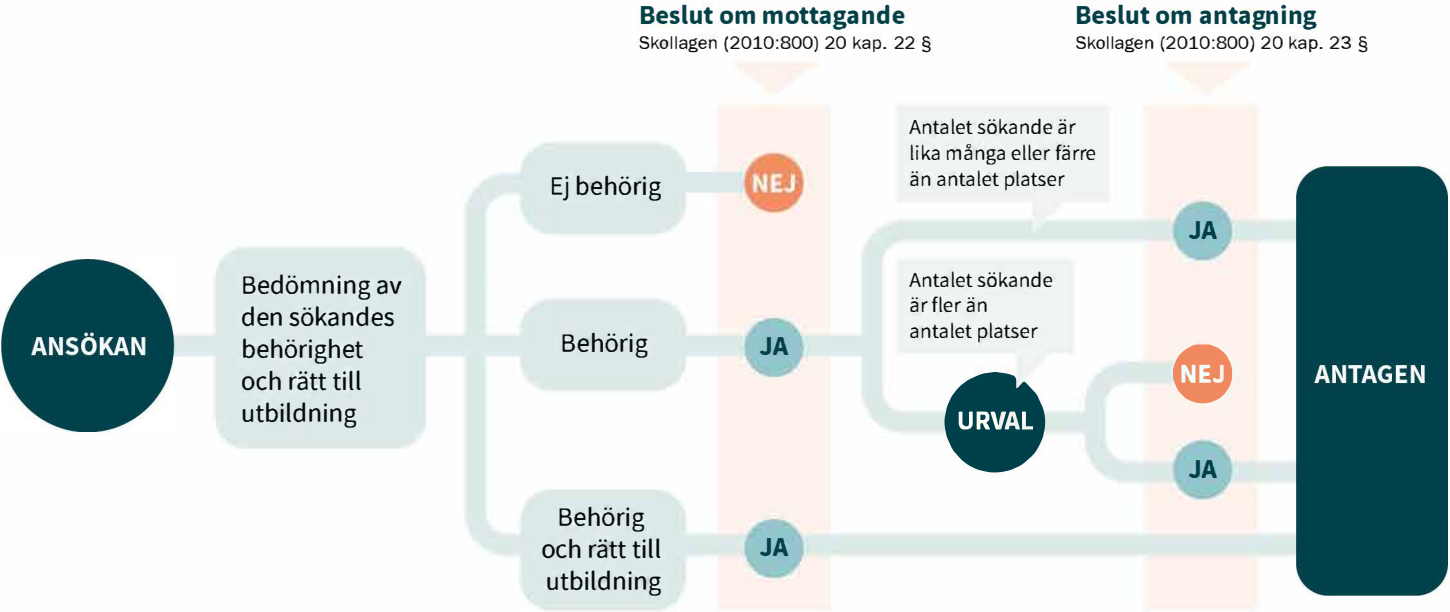 Beslut om mottagande
Skollagen (2010:800) 20 kap. 22 §
Beslut om antagning
Skollagen (2010:800) 20 kap. 23 §
ANSÖKAN
Bedömning av
den sökandes
behörighet
och rätt till
utbildning
Ej behörig
NEJ
Behörig
JA
Behörig
och rätt till
utbildning
JA
Antalet sökande är
lika många eller färre
än antalet platser
JA
Antalet sökande
är fler än
antalet platser
URVAL
NEJ
JA
ANTAGEN